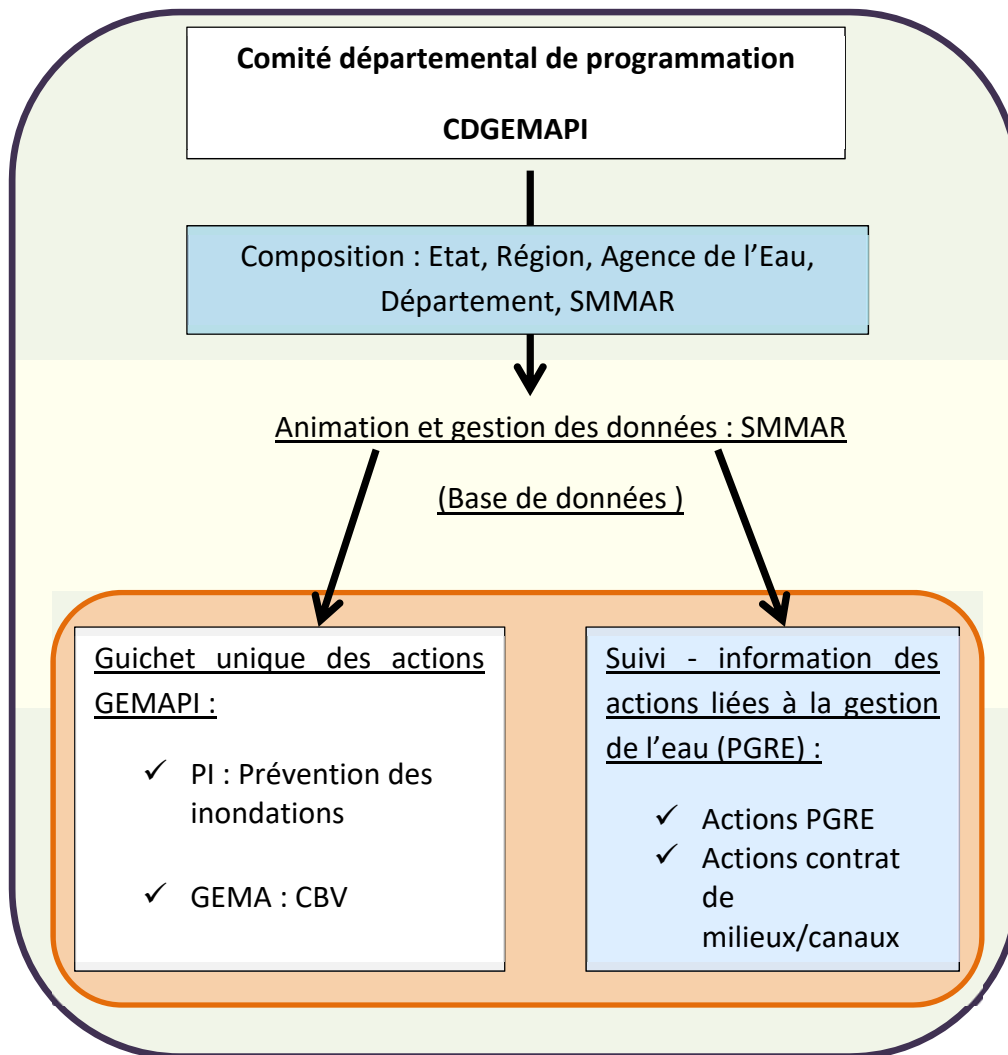 Comité départemental de programmation
CDGEMAPI
Composition : Etat, Région, Agence de l’Eau,
Département, SMMAR
Animation et gestion des données : SMMAR
(Base de données )
Guichet unique des actions
GEMAPI :
✓ PI : Prévention des
inondations
✓ GEMA : CBV
Suivi - information des
actions liées à la gestion
de l’eau (PGRE) :
✓ Actions PGRE
✓ Actions contrat
de
milieux/canaux